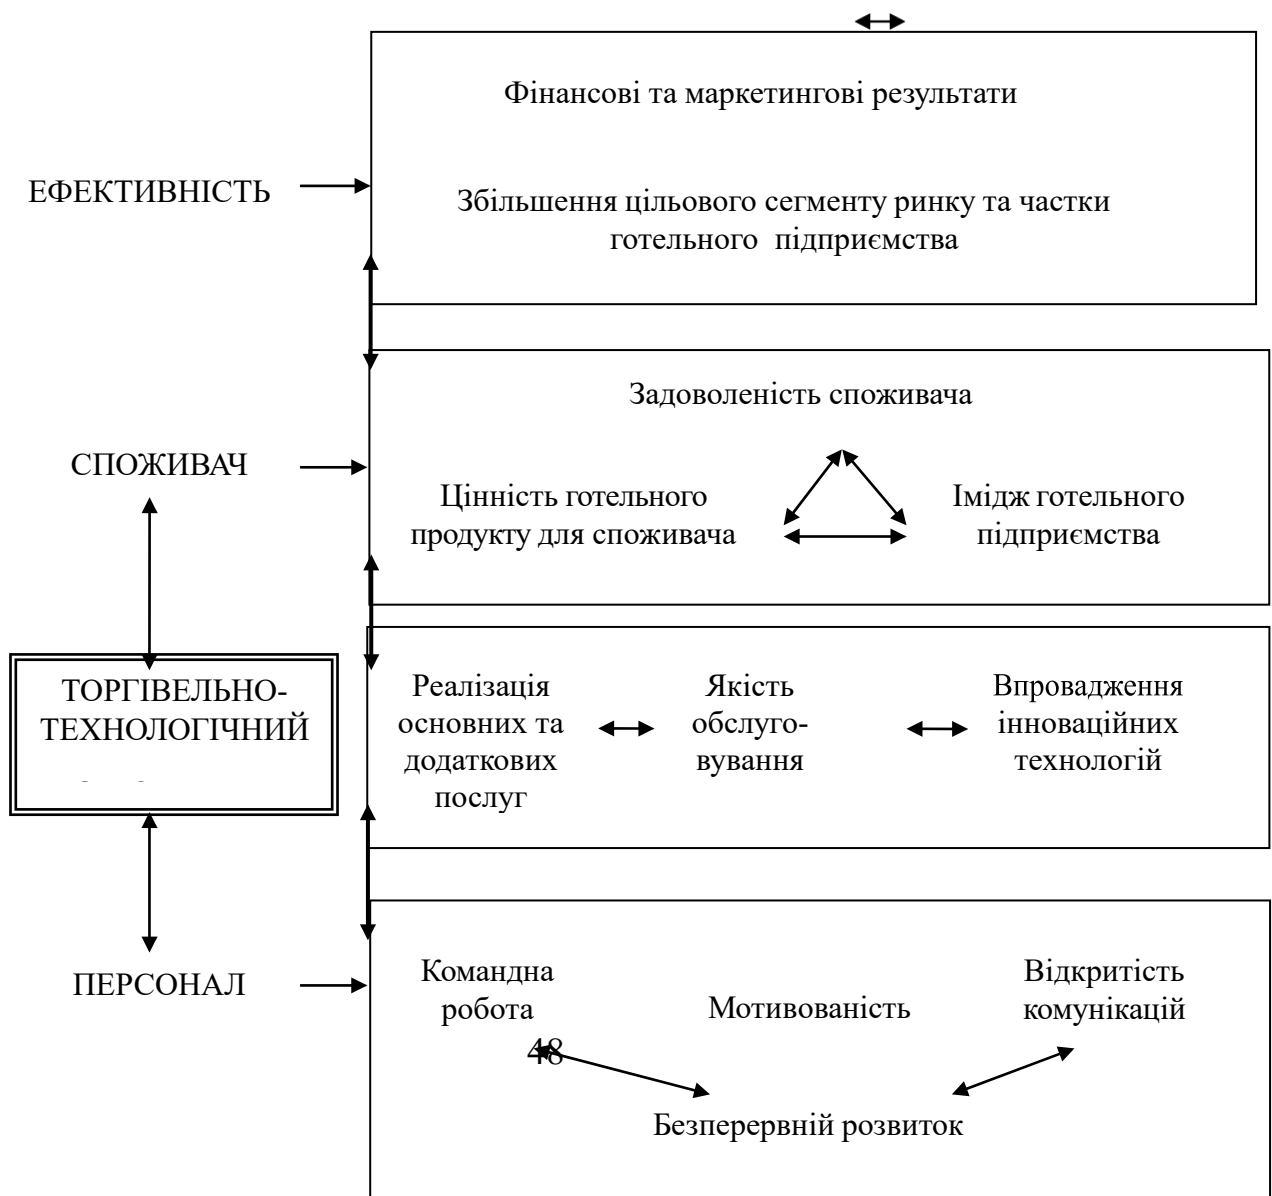 Фінансові та маркетингові результати
ЕФЕКТИВНІСТЬ
Збільшення цільового сегменту ринку та частки
готельного підприємства
Задоволеність споживача
СПОЖИВАЧ
Цінність готельного
продукту для споживача
Імідж готельного
підприємства
ТОРГІВЕЛЬНО-
ТЕХНОЛОГІЧНИЙ
Реалізація
основних та
додаткових
послуг
Якість
обслуго-
вування
Впровадження
інноваційних
технологій
ПЕРСОНАЛ
Командна
робота
Мотивованість
Відкритість
комунікацій
48
Безперервній розвиток